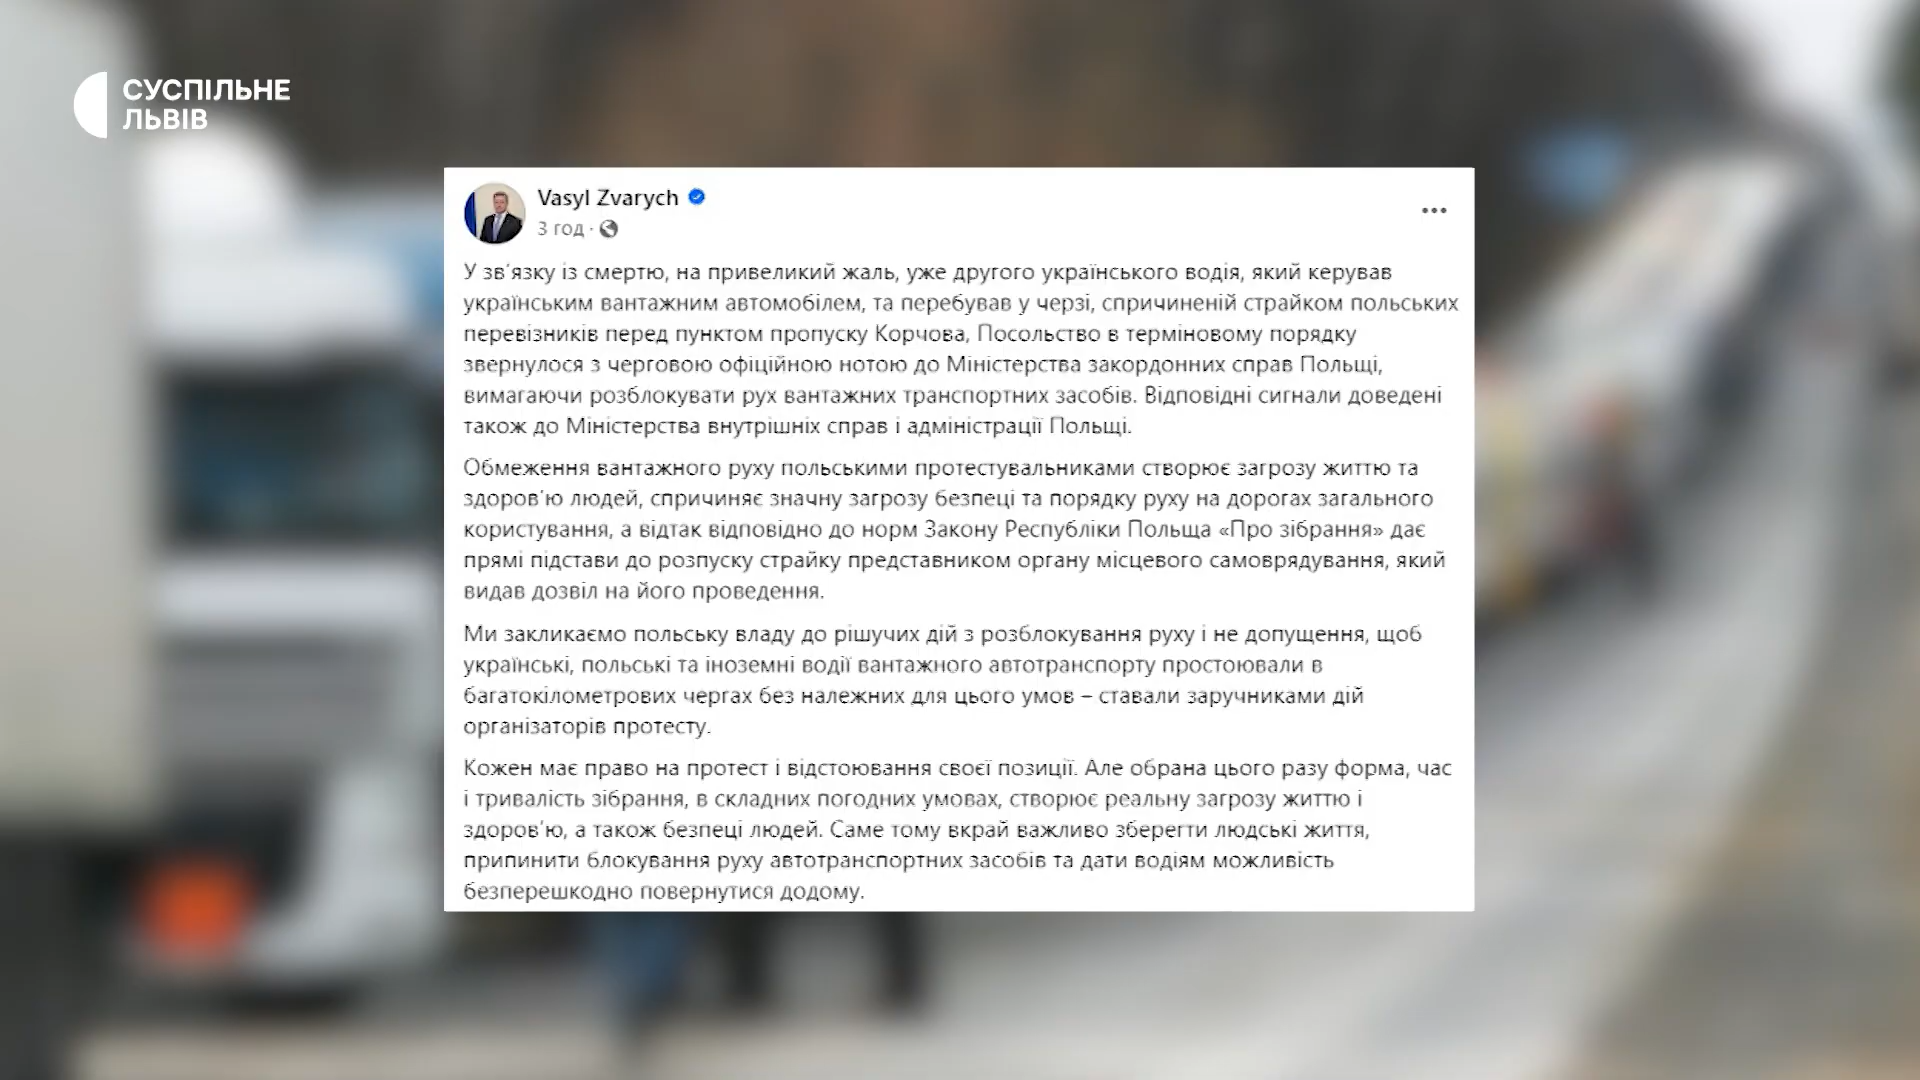 СУСПІЛЬНЕ
ЛЬВІВ
Vasyl Zvarych
3 год ·
У зв'язку із смертю, на привеликий жаль, уже другого українського водія, який керував
українським вантажним автомобілем, та перебував у черзі, спричиненій страйком польських
перевізників перед пунктом пропуску Корчова, Посольство в терміновому порядку
звернулося з черговою офіційною нотою до Міністерства закордонних справ Польщі,
вимагаючи розблокувати рух вантажних транспортних засобів. Відповідні сигнали доведені
також до Міністерства внутрішніх справ і адміністрації Польщі.
Обмеження вантажного руху польськими протестувальниками створює загрозу життю та
здоров'ю людей, спричиняє значну загрозу безпеці та порядку руху на дорогах загального
користування, а відтак відповідно до норм Закону Республіки Польща «Про зібрання» дає
прямі підстави до розпуску страйку представником органу місцевого самоврядування, який
видав дозвіл на його проведення.
Ми закликаємо польську владу до рішучих дій з розблокування руху і не допущення, щоб
українські, польські та іноземні водії вантажного автотранспорту простоювали в
багатокілометрових чергах без належних для цього умов – ставали заручниками дій
організаторів протесту.
Кожен має право на протест і відстоювання своєї позиції. Але обрана цього разу форма, час
і тривалість зібрання, в складних погодних умовах, створює реальну загрозу життю і
здоров'ю, а також безпеці людей. Саме тому вкрай важливо зберегти людські життя,
припинити блокування руху автотранспортних засобів та дати водіям можливість
безперешкодно повернутися додому.